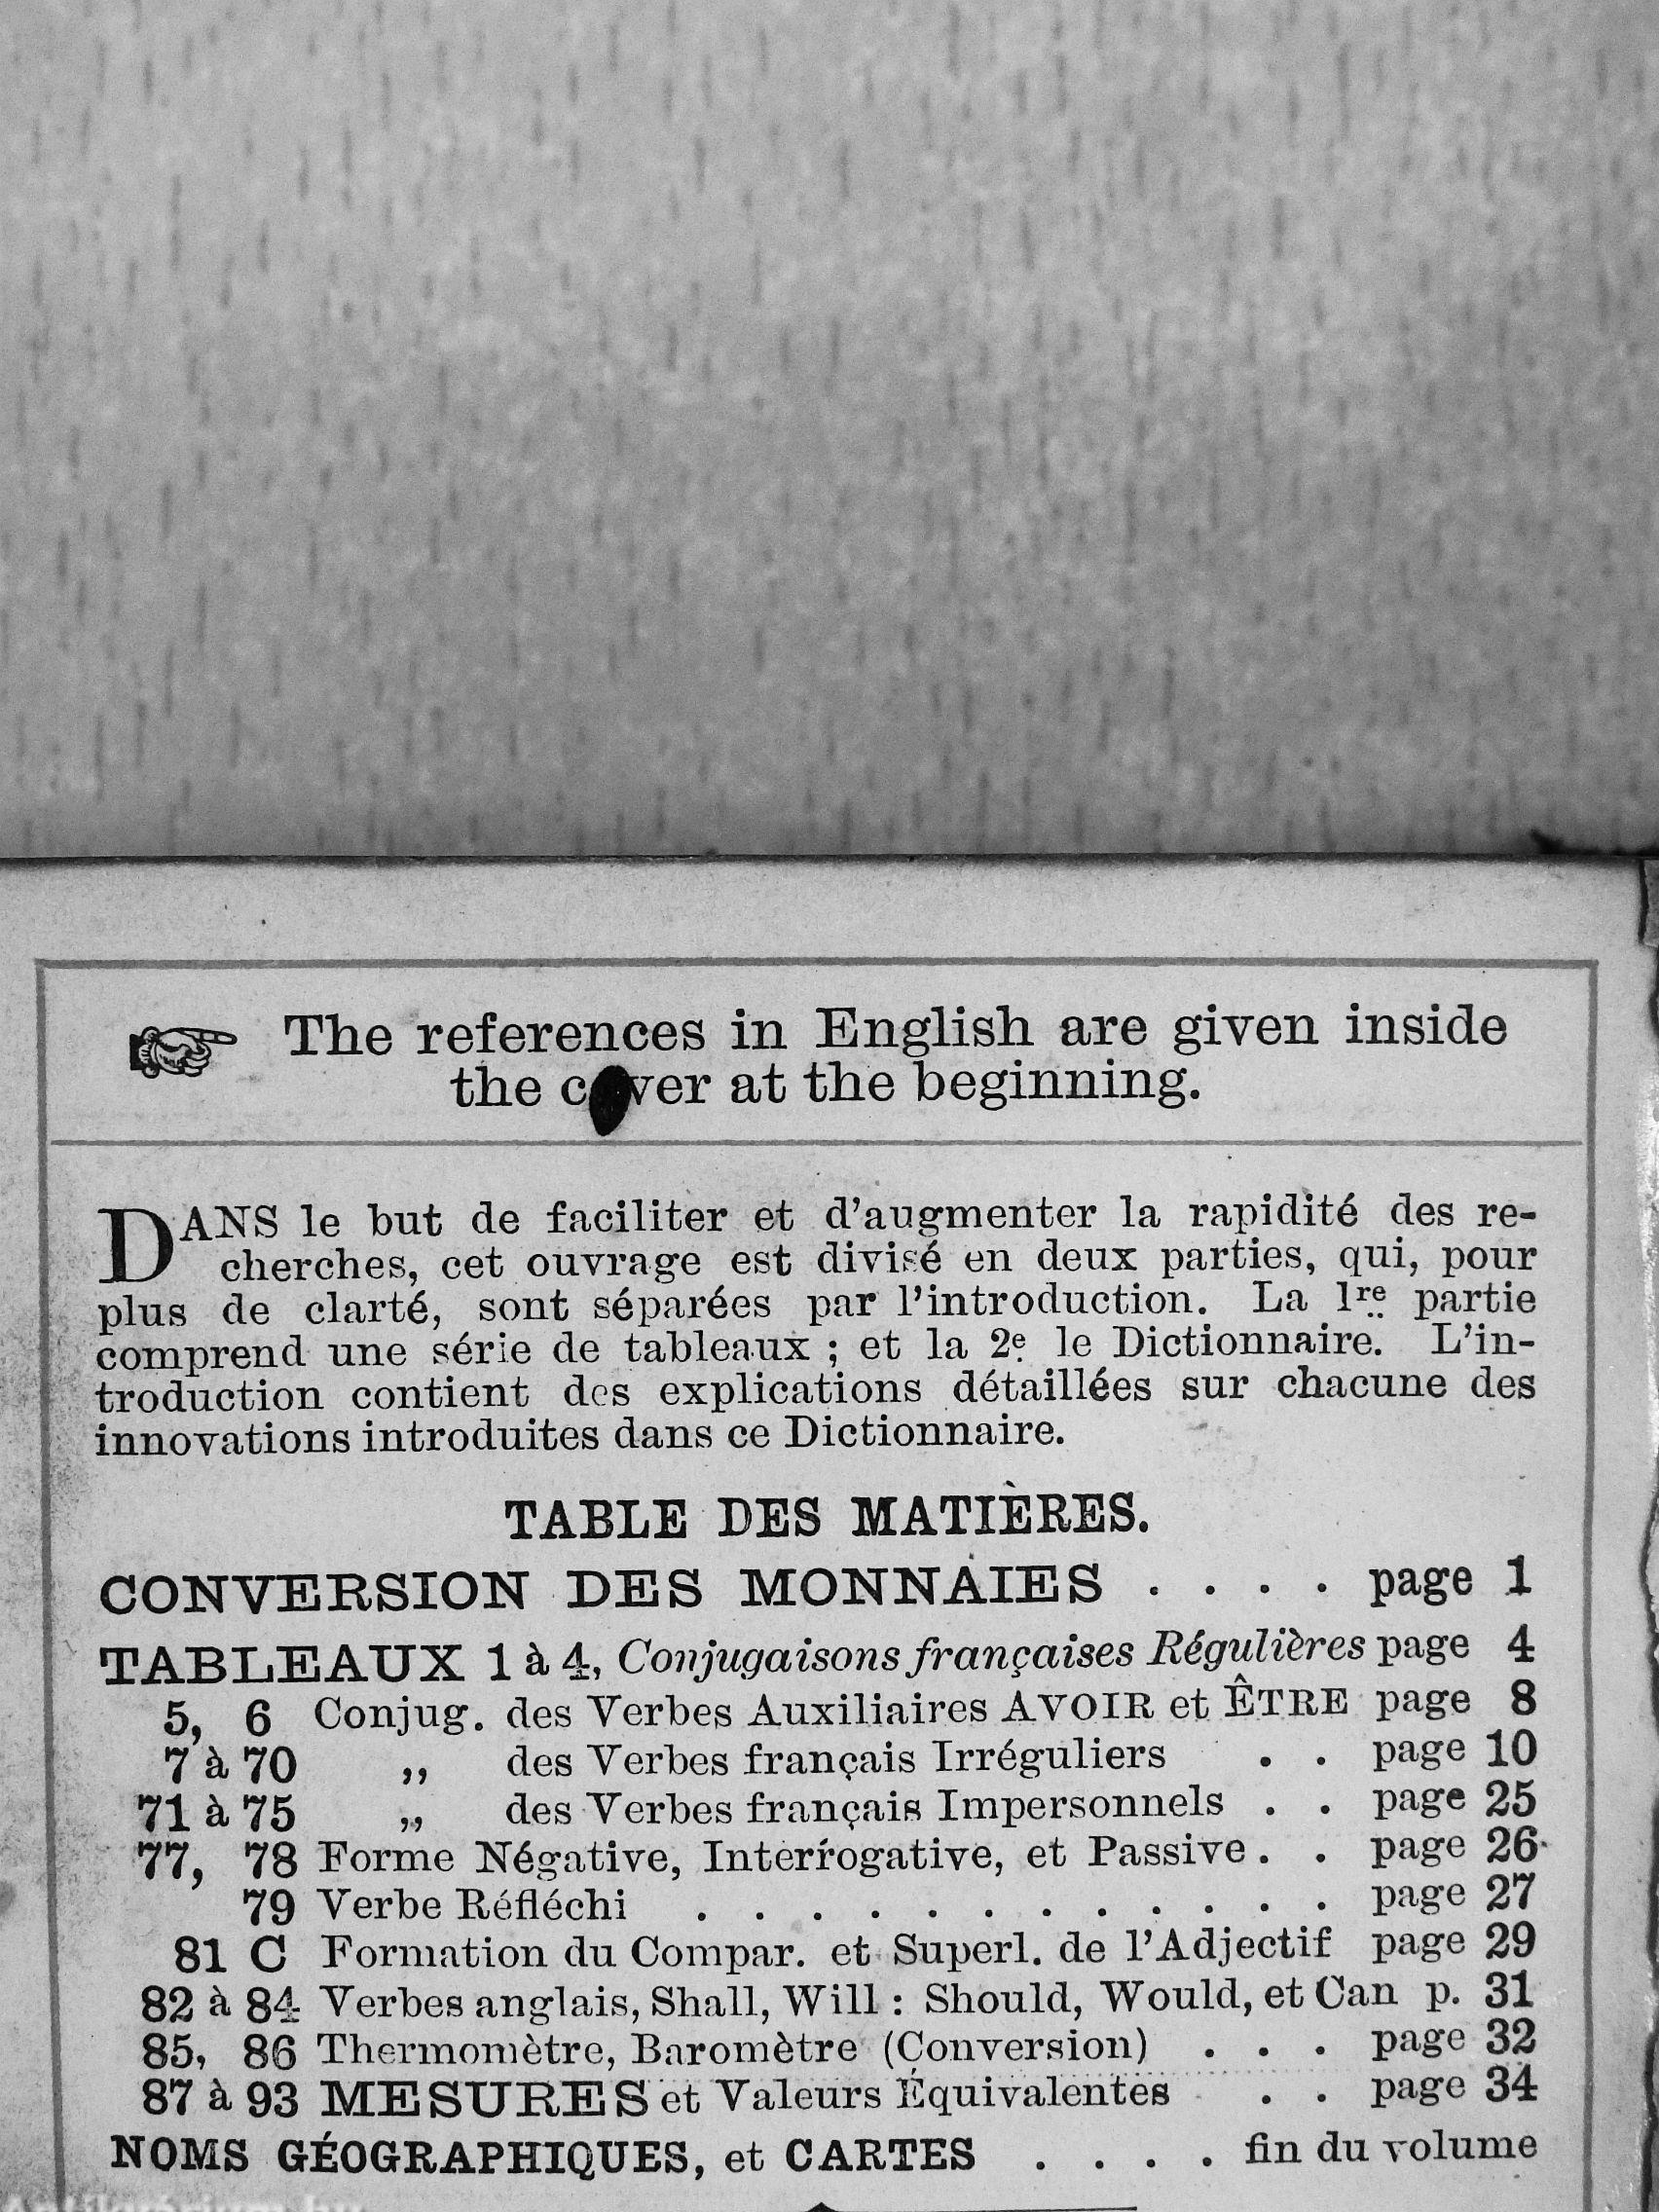 The references in English are given inside
the cover at the beginning.
DANS le but de faciliter et d'augmenter la rapidité des re-
cherches, cet ouvrage est divisé en deux parties, qui, pour
plus de clarté, sont séparées par l'introduction. La 1re partie
comprend une série de tableaux ; et la 2e le Dictionnaire. L'in-
troduction contient des explications détaillées sur chacune des
innovations introduites dans ce Dictionnaire.
TABLE DES MATIÈRES.
CONVERSION DES MONNAIES . . . . page 1
TABLEAUX 1 à 4, Conjugaisons françaises Régulières page 4
5, 6 Conjug. des Verbes Auxiliaires AVOIR et ÊTRE page 8
7 à 70 ,, des Verbes français Irréguliers . . page 10
71 à 75 ,, des Verbes français Impersonnels . . page 25
77, 78 Forme Négative, Interrogative, et Passive . . page 26
79 Verbe Réfléchi . . . . . . . . . . . . page 27
81 C Formation du Compar. et Superl. de l'Adjectif page 29
82 à 84 Verbes anglais, Shall, Will : Should, Would, et Can p. 31
85, 86 Thermomètre, Baromètre (Conversion) . . . page 32
87 à 93 MESURES et Valeurs Équivalentes . . page 34
NOMS GÉOGRAPHIQUES, et CARTES . . . . fin du volume